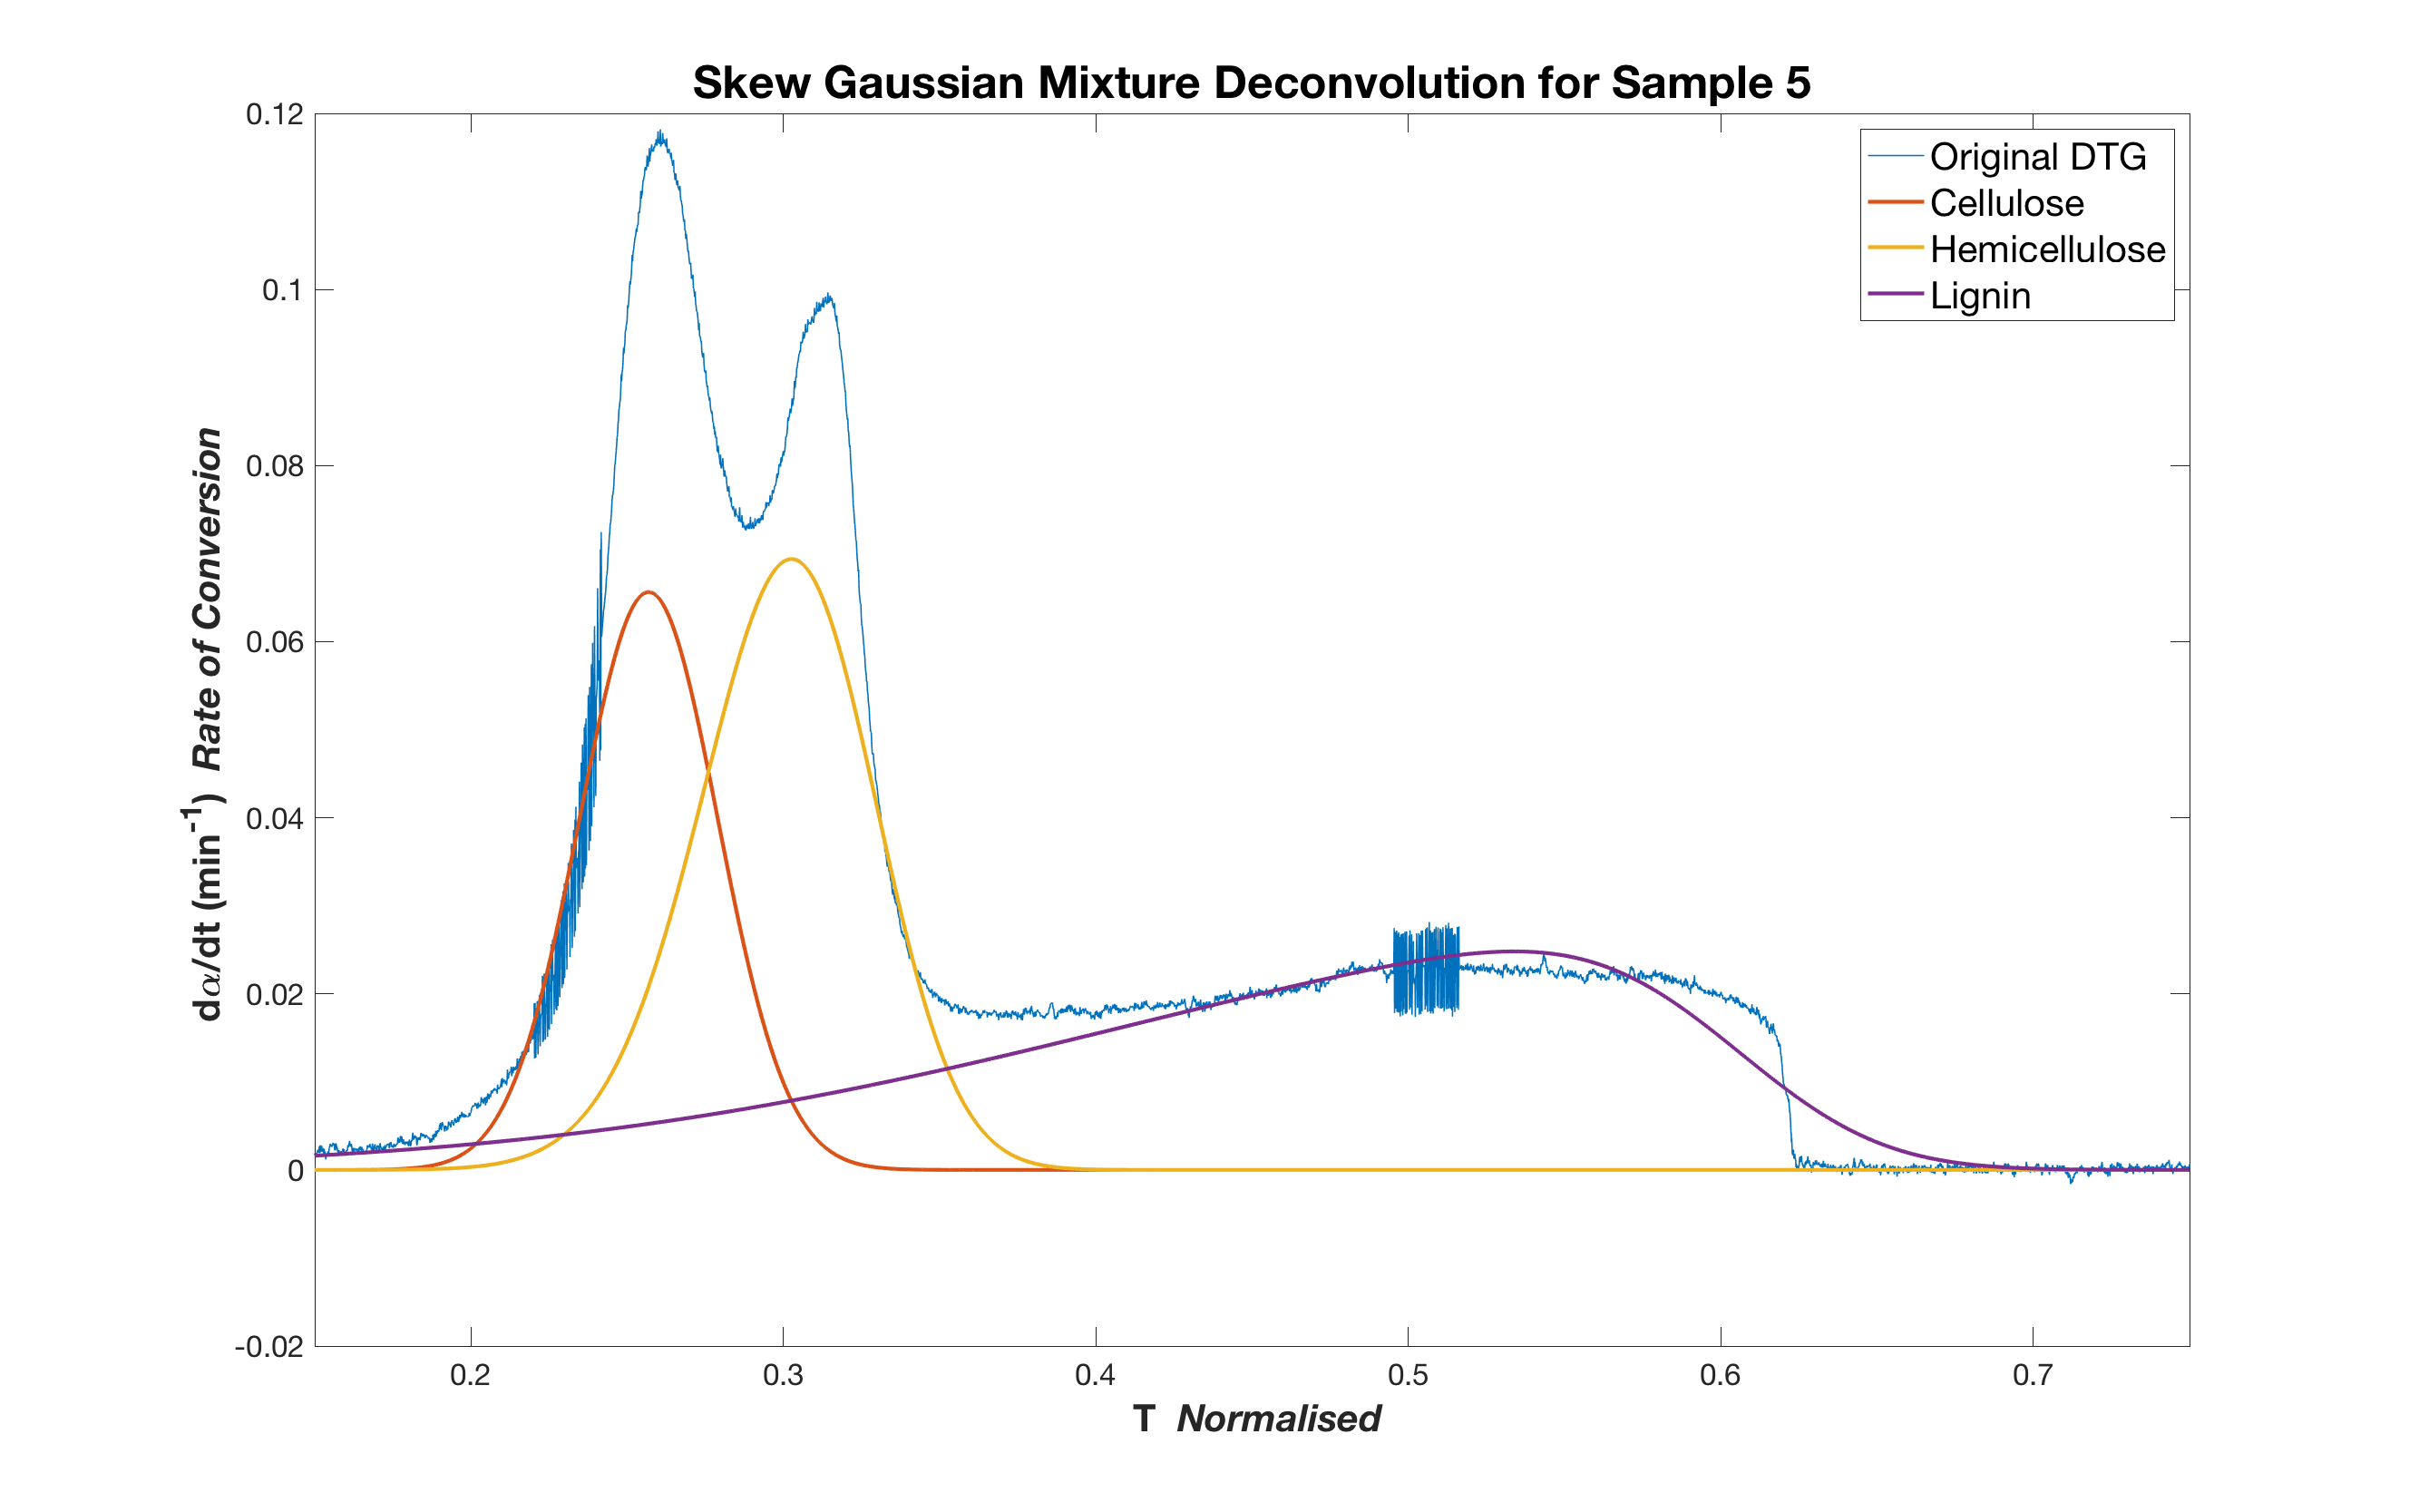 Skew Gaussian Mixture Deconvolution for Sample 5
0.12
0.1
0.08
0.06
0.04
0.02
0
-0.02
dα/dt (min-1) Rate of Conversion
Original DTG
Cellulose
Hemicellulose
Lignin
0.2 0.3 0.4 0.5 0.6 0.7
T Normalised